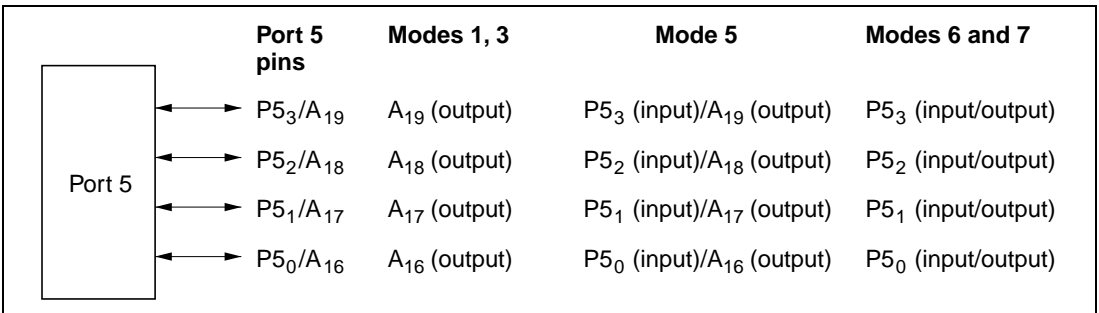 Port 5 pins Modes 1, 3 Mode 5 Modes 6 and 7
P5₃/A₁₉ A₁₉ (output) P5₃ (input)/A₁₉ (output) P5₃ (input/output)
P5₂/A₁₈ A₁₈ (output) P5₂ (input)/A₁₈ (output) P5₂ (input/output)
Port 5
P5₁/A₁₇ A₁₇ (output) P5₁ (input)/A₁₇ (output) P5₁ (input/output)
P5₀/A₁₆ A₁₆ (output) P5₀ (input)/A₁₆ (output) P5₀ (input/output)